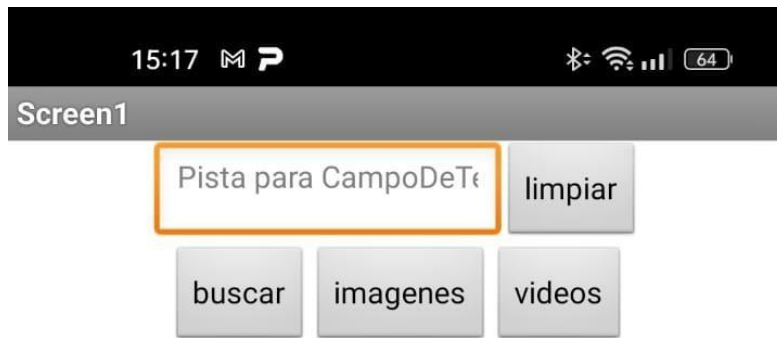 15:17 64
Screen1
Pista para CampoDeTe
limpiar
buscar imagenes videos